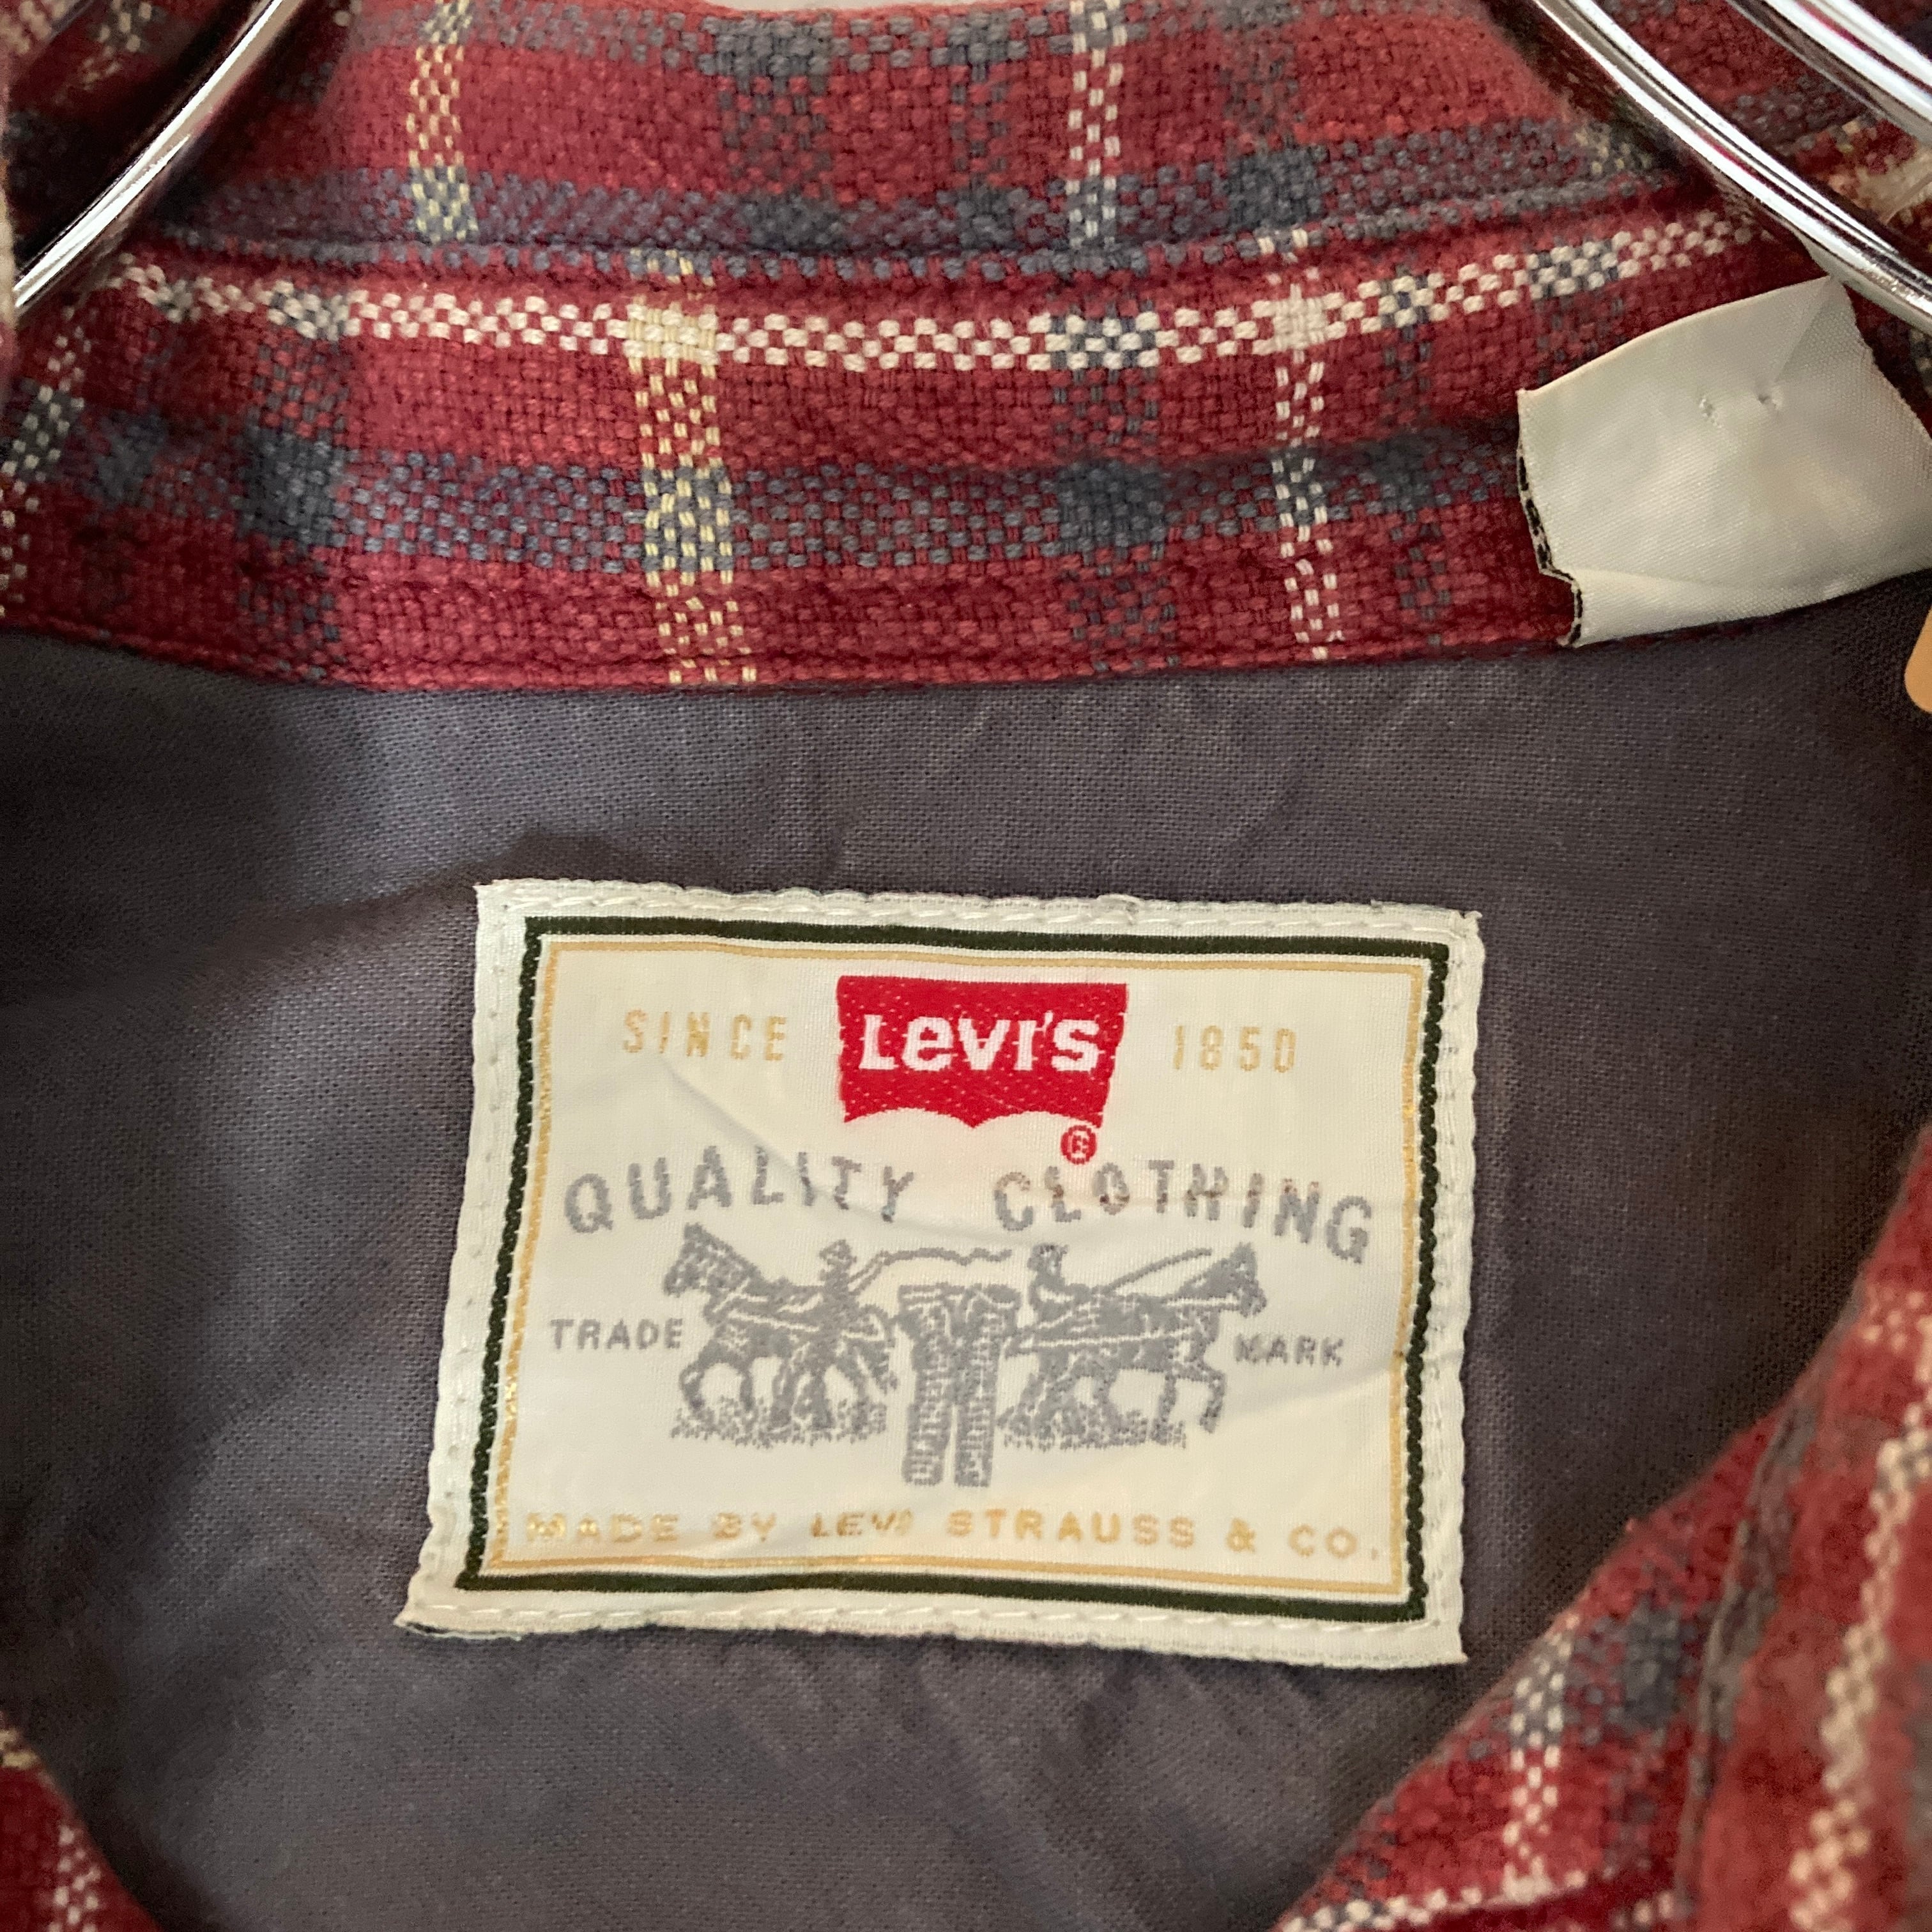 SINCE LEVI'S 1850
®
QUALITY CLOTHING
TRADE MARK
MADE BY LEVI STRAUSS & CO.